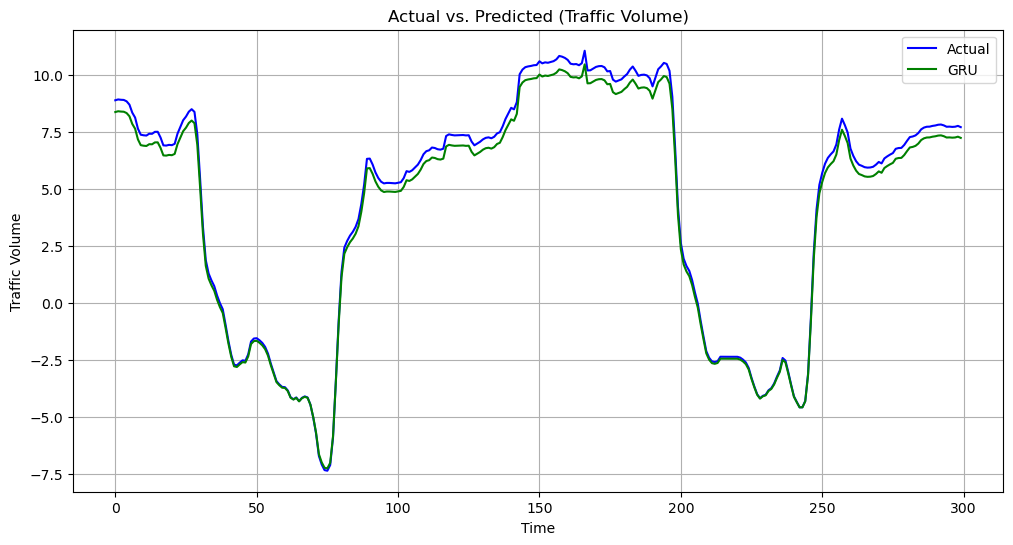 Actual vs. Predicted (Traffic Volume)
Actual
GRU
Traffic Volume
10.0
7.5
5.0
2.5
0.0
−2.5
−5.0
−7.5
0 50 100 150 200 250 300
Time